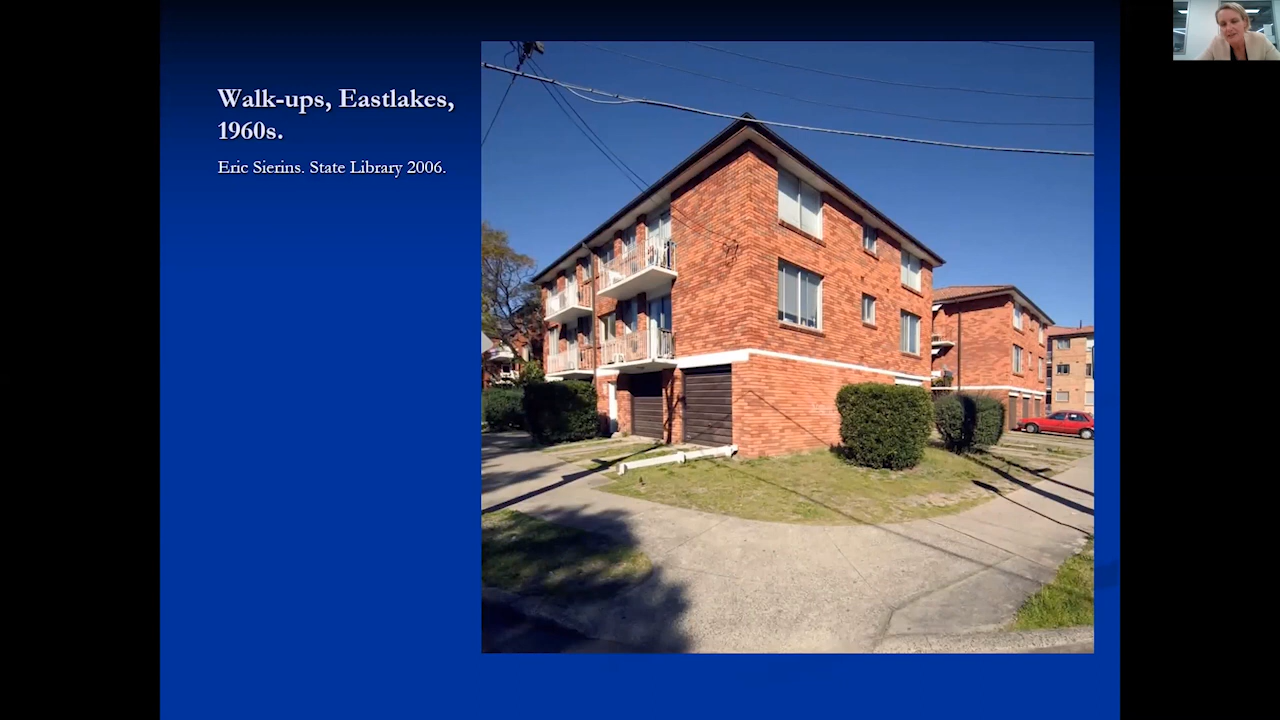 Walk-ups, Eastlakes,
1960s.
Eric Sierins. State Library 2006.